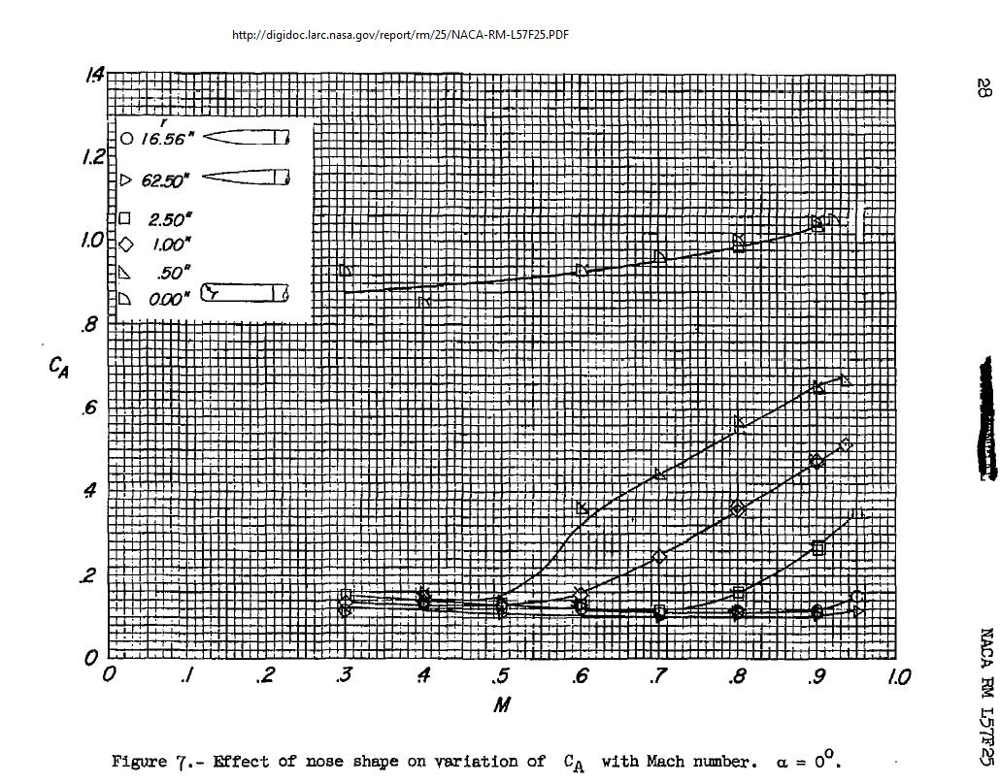 http://digidoc.larc.nasa.gov/report/rm/25/NACA-RM-L57F25.PDF
28
1.4
1.2
1.0
.8
.6
.4
.2
0
C_A
r
16.56"
62.50"
2.50"
1.00"
.50"
0.00"
r
0 .1 .2 .3 .4 .5 .6 .7 .8 .9 1.0
M
NACA RM L57F25
Figure 7.- Effect of nose shape on variation of C_A with Mach number. α = 0°.